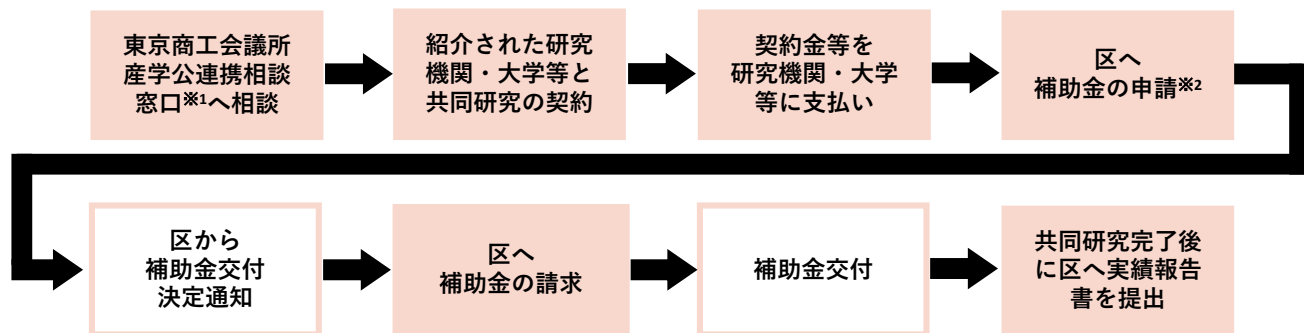 東京商工会議所
産学公連携相談
窓口※1へ相談
紹介された研究
機関・大学等と
共同研究の契約
契約金等を
研究機関・大学
等に支払い
区へ
補助金の申請※2
区から
補助金交付
決定通知
区へ
補助金の請求
補助金交付
共同研究完了後
に区へ実績報告
書を提出